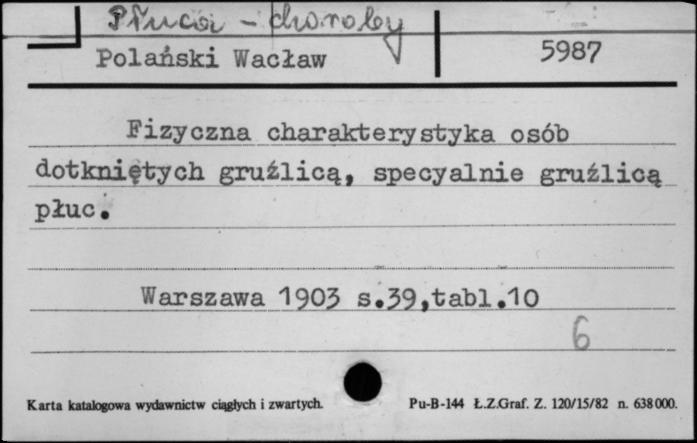 Płuca - choroby
Polański Wacław 5987
Fizyczna charakterystyka osób
dotkniętych gruźlicą, specyalnie gruźlicą
płuc.
Warszawa 1903 s.39,tabl.10
6
Karta katalogowa wydawnictw ciągłych i zwartych. Pu-B-144 Ł.Z.Graf. Z. 120/15/82 n. 638000.